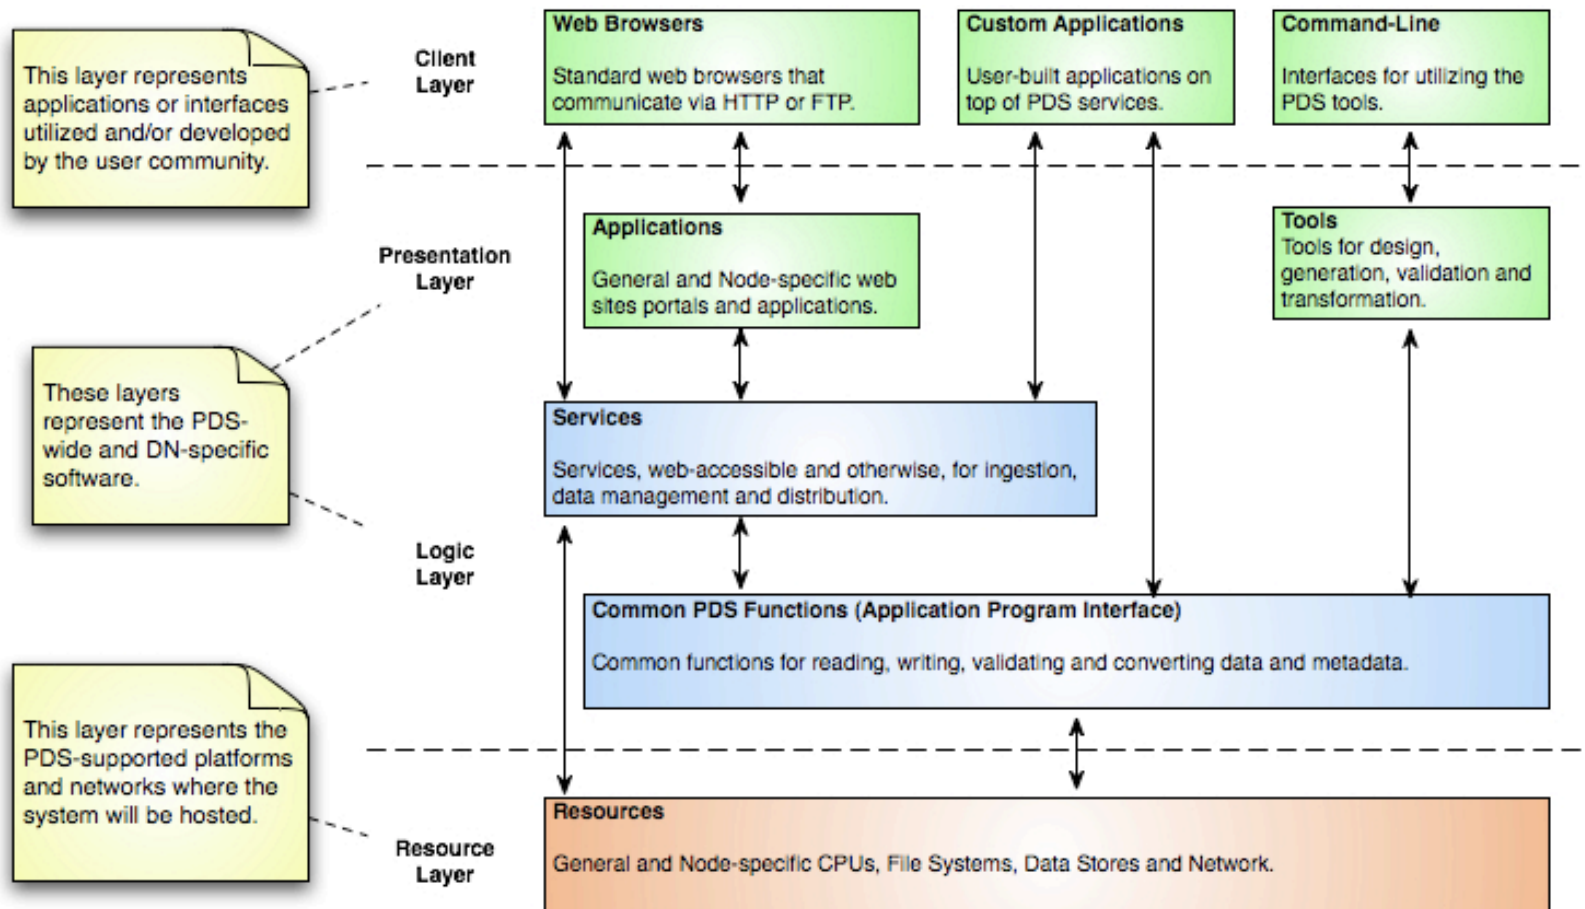 Web Browsers
Standard web browsers that
communicate via HTTP or FTP.
Custom Applications
User-built applications on
top of PDS services.
Command-Line
Interfaces for utilizing the
PDS tools.
Client
Layer
This layer represents
applications or interfaces
utilized and/or developed
by the user community.
Presentation
Layer
Applications
General and Node-specific web
sites portals and applications.
Tools
Tools for design,
generation, validation and
transformation.
These layers
represent the PDS-
wide and DN-specific
software.
Services
Services, web-accessible and otherwise, for ingestion,
data management and distribution.
Logic
Layer
Common PDS Functions (Application Program Interface)
Common functions for reading, writing, validating and converting data and metadata.
This layer represents the
PDS-supported platforms
and networks where the
system will be hosted.
Resource
Layer
Resources
General and Node-specific CPUs, File Systems, Data Stores and Network.